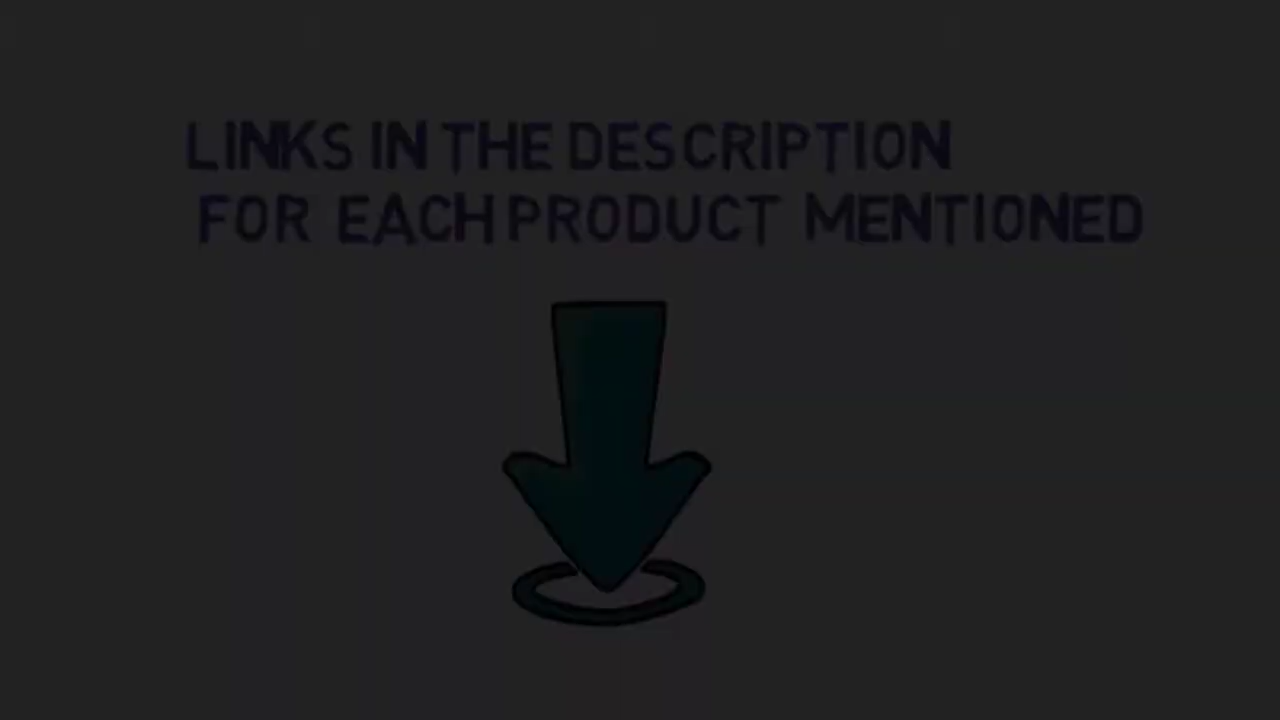 LINKS IN THE DESCRIPTION
FOR EACH PRODUCT MENTIONED